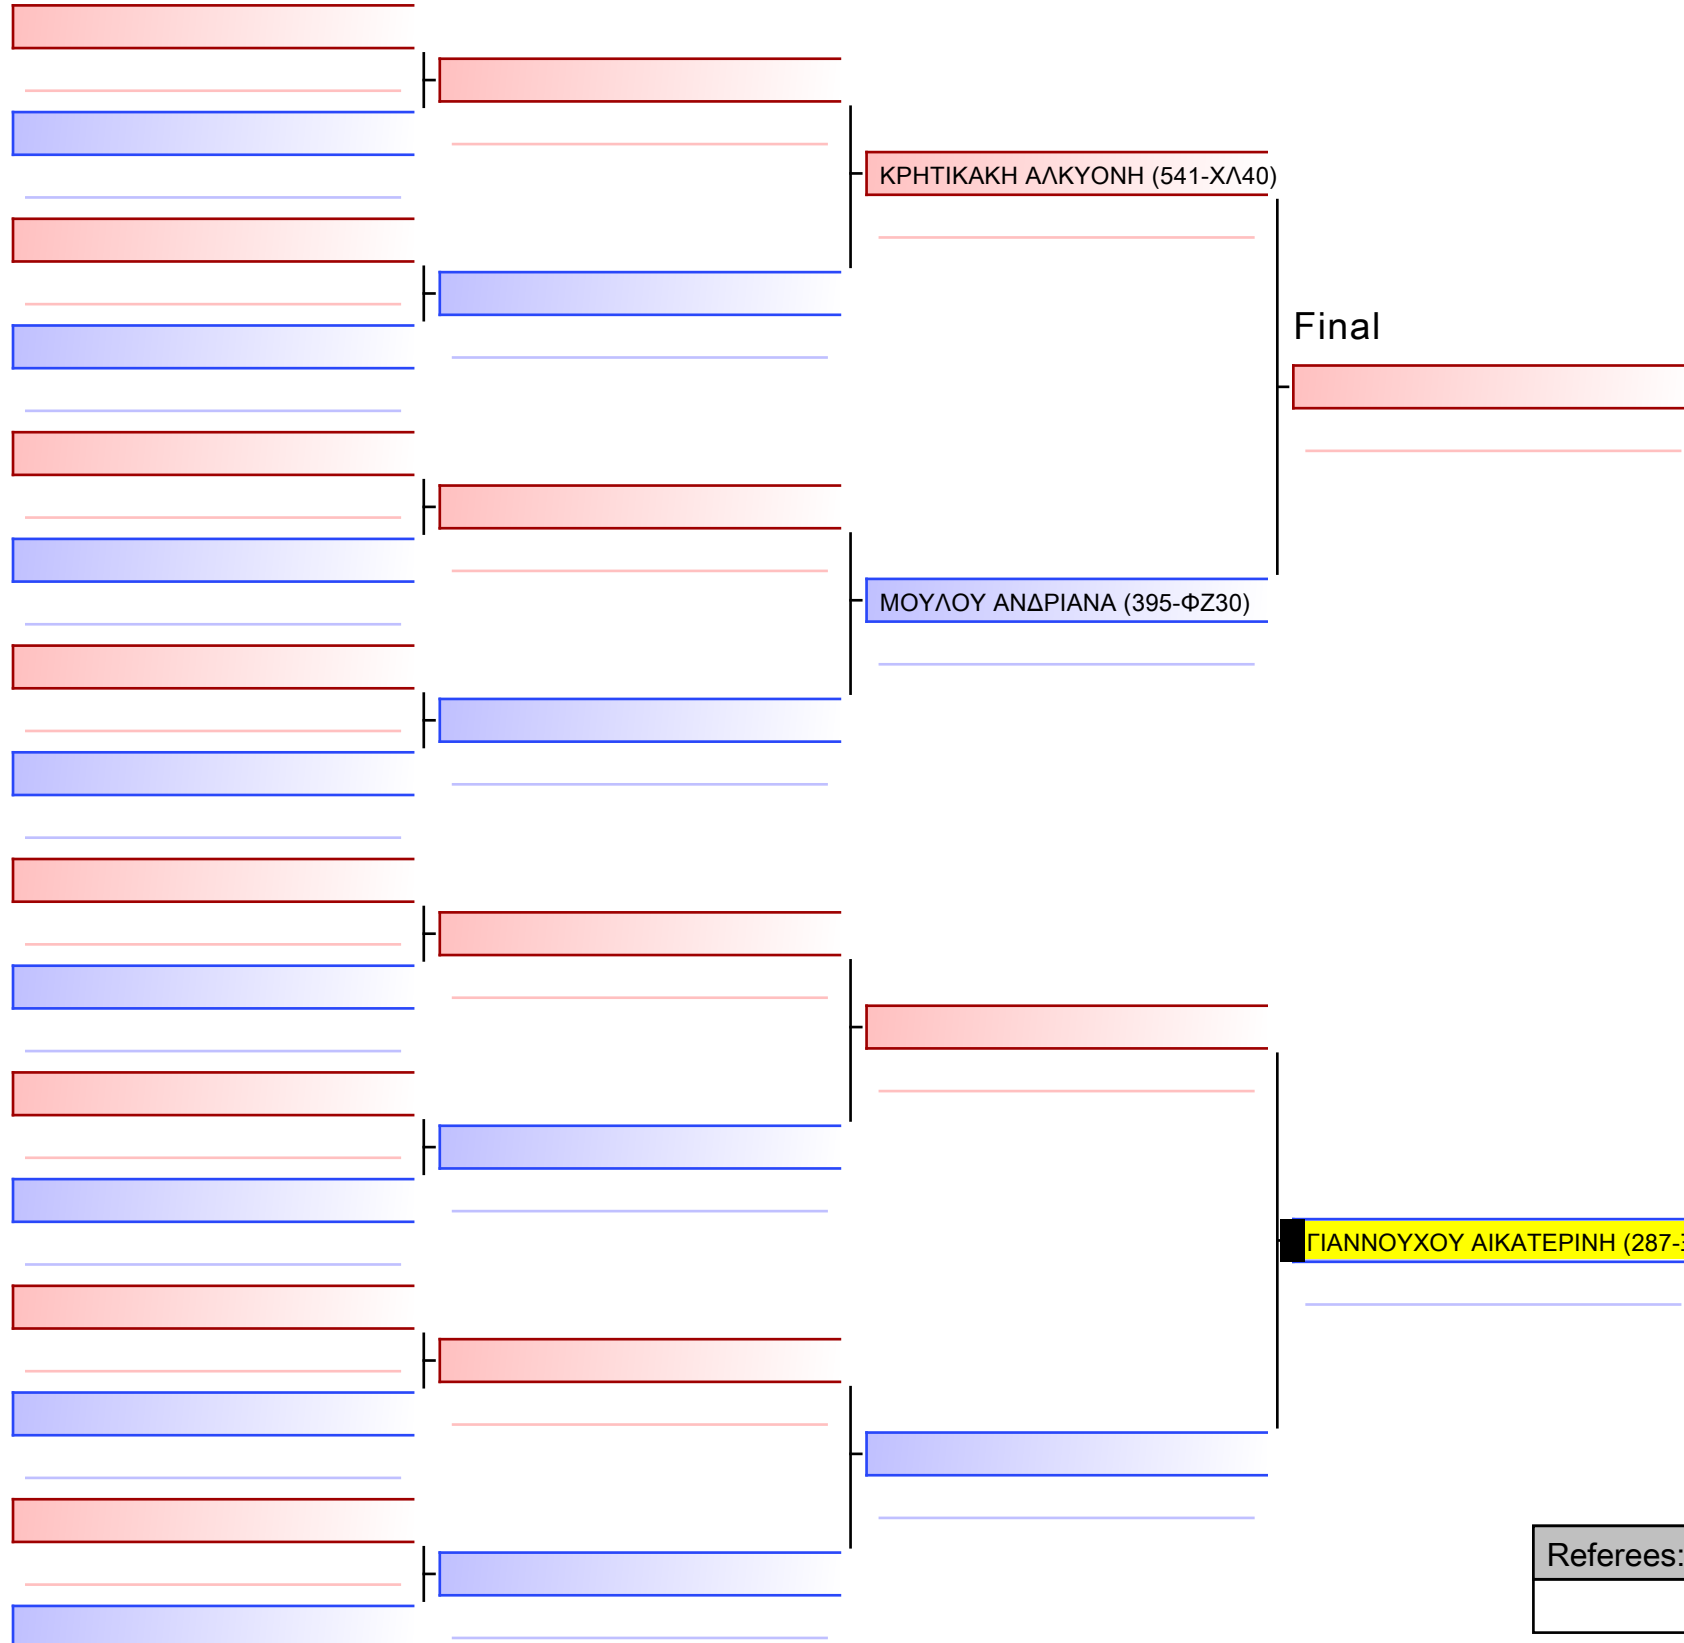 ΚΡΗΤΙΚΑΚΗ ΑΛΚΥΟΝΗ (541-ΧΛ40)
Final
ΜΟΥΛΟΥ ΑΝΔΡΙΑΝΑ (395-ΦΖ30)
ΓΙΑΝΝΟΥΧΟΥ ΑΙΚΑΤΕΡΙΝΗ (287-
Referees: